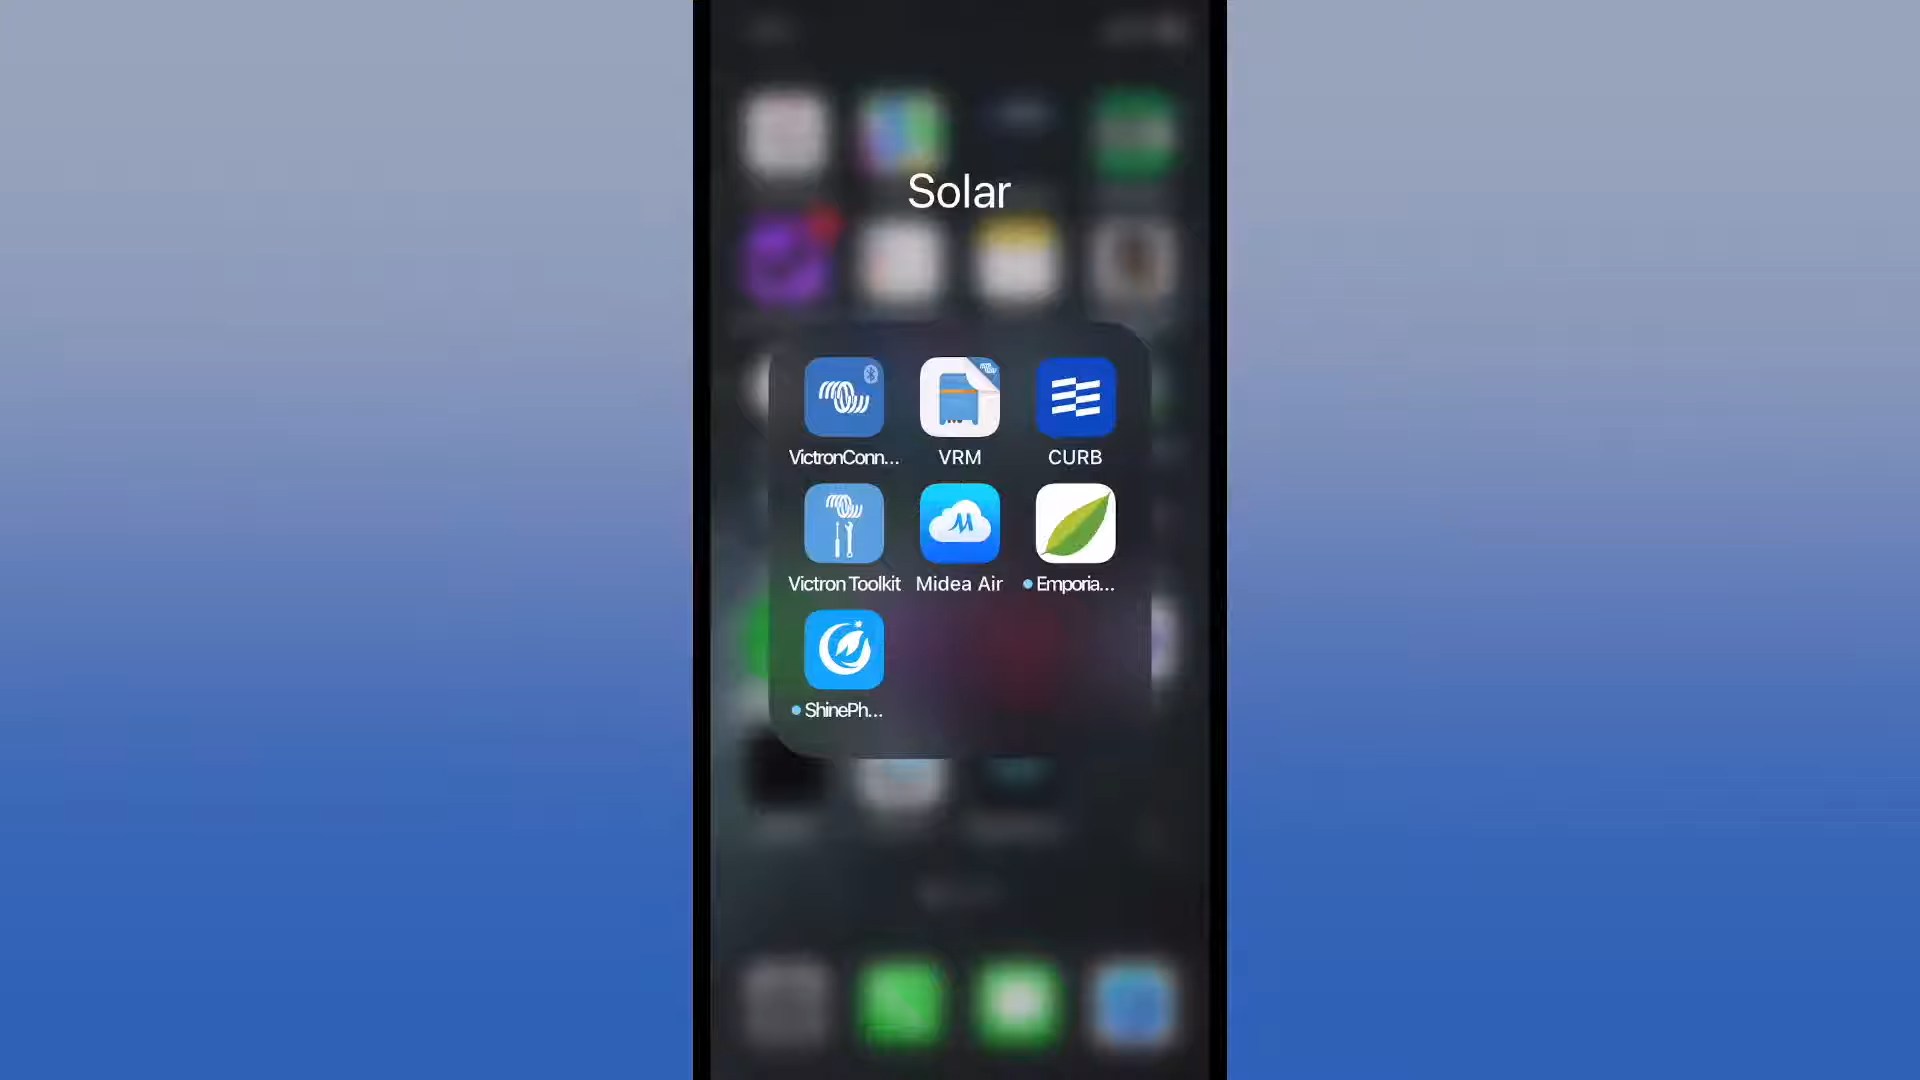 Solar
VictronConn...
VRM
CURB
Victron Toolkit
Midea Air
Emporia...
ShinePh...